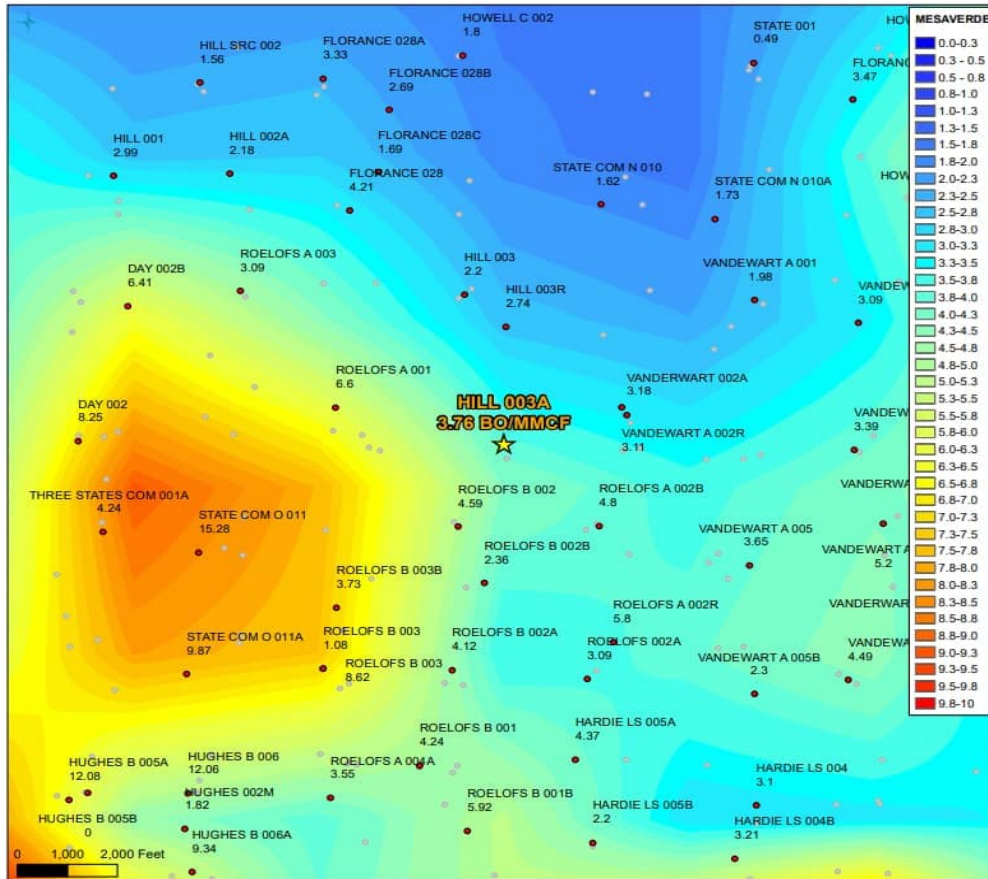 HOWELL C 002
1.8
STATE 001
0.49
HOW
MESAVERDE
HILL SRC 002
1.56
FLORANCE 028A
3.33
FLORANCE 028B
2.69
FLORANC
3.47
HILL 001
2.99
HILL 002A
2.18
FLORANCE 028C
1.69
FLORANCE 028
4.21
STATE COM N 010
1.62
STATE COM N 010A
1.73
HOW
DAY 002B
6.41
ROELOFS A 003
3.09
HILL 003
2.2
HILL 003R
2.74
VANDEWART A 001
1.98
VANDEW
3.09
ROELOFS A 001
6.6
HILL 003A
3.76 BO/MMCF
VANDERWART 002A
3.18
VANDEWART A 002R
3.11
VANDEW
3.39
DAY 002
8.25
THREE STATES COM 001A
4.24
STATE COM O 011
15.28
ROELOFS B 002
4.59
ROELOFS A 002B
4.8
VANDERWA
ROELOFS B 002B
2.36
VANDEWART A 005
3.65
VANDEWART A
5.2
ROELOFS B 003B
3.73
ROELOFS A 002R
5.8
VANDERWAR
STATE COM O 011A
9.87
ROELOFS B 003
1.08
ROELOFS B 003
8.62
ROELOFS B 002A
4.12
ROELOFS 002A
3.09
VANDEWART A 005B
2.3
VANDEWA
4.49
HUGHES B 005A
12.08
HUGHES B 006
12.06
HUGHES 002M
1.82
ROELOFS A 004A
3.55
ROELOFS B 001
4.24
HARDIE LS 005A
4.37
HARDIE LS 004
3.1
HUGHES B 005B
0
HUGHES B 006A
9.34
ROELOFS B 001B
5.92
HARDIE LS 005B
2.2
HARDIE LS 004B
3.21
0 1,000 2,000 Feet
0.0-0.3
0.3 - 0.5
0.5 - 0.8
0.8-1.0
1.0-1.3
1.3-1.5
1.5-1.8
1.8-2.0
2.0-2.3
2.3-2.5
2.5-2.8
2.8-3.0
3.0-3.3
3.3-3.5
3.5-3.8
3.8-4.0
4.0-4.3
4.3-4.5
4.5-4.8
4.8-5.0
5.0-5.3
5.3-5.5
5.5-5.8
5.8-6.0
6.0-6.3
6.3-6.5
6.5-6.8
6.8-7.0
7.0-7.3
7.3-7.5
7.5-7.8
7.8-8.0
8.0-8.3
8.3-8.5
8.5-8.8
8.8-9.0
9.0-9.3
9.3-9.5
9.5-9.8
9.8-10